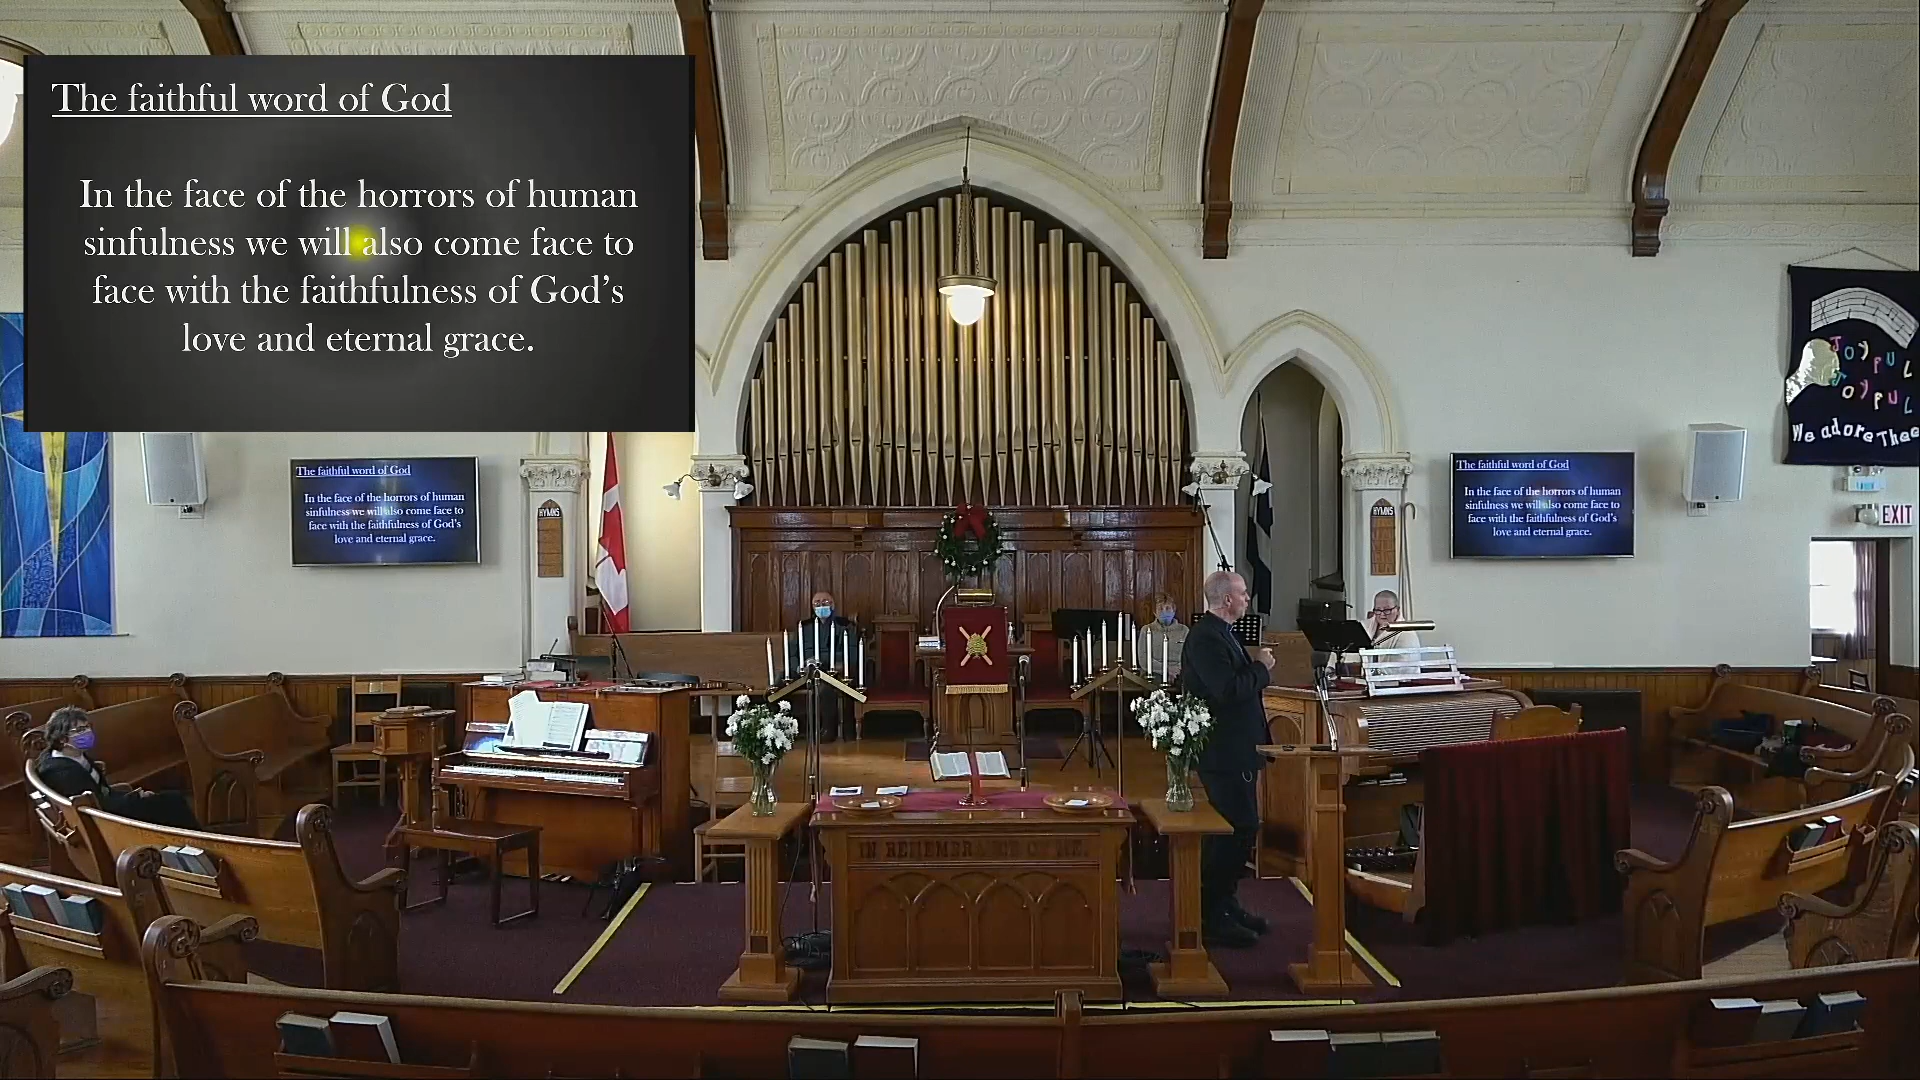 The faithful word of God
In the face of the horrors of human
sinfulness we will also come face to
face with the faithfulness of God's
love and eternal grace.
The faithful word of God
In the face of the horrors of human
sinfulness we will also come face to
face with the faithfulness of God's
love and eternal grace.
The faithful word of God
In the face of the horrors of human
sinfulness we will also come face to
face with the faithfulness of God's
love and eternal grace.
JOYFUL
JOYFUL
We adore Thee
EXIT
HYMNS
HYMNS
IN REMEMBRANCE OF ME